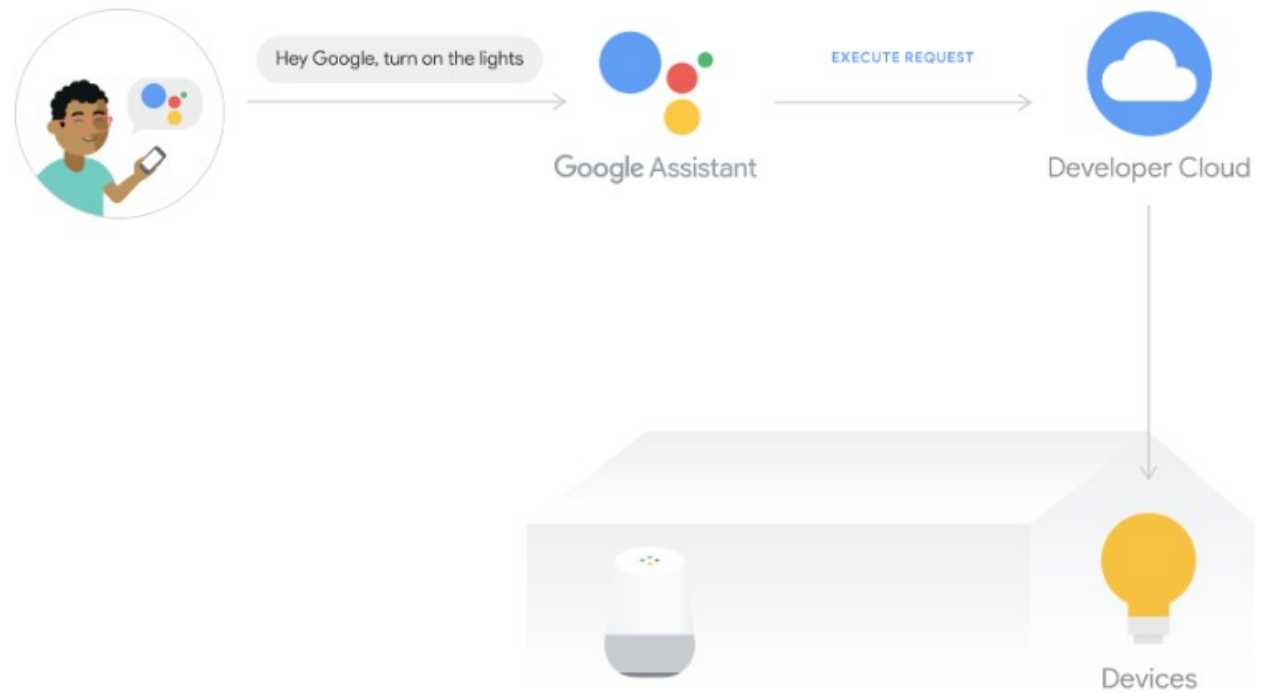 Hey Google, turn on the lights
EXECUTE REQUEST
Google Assistant
Developer Cloud
Devices